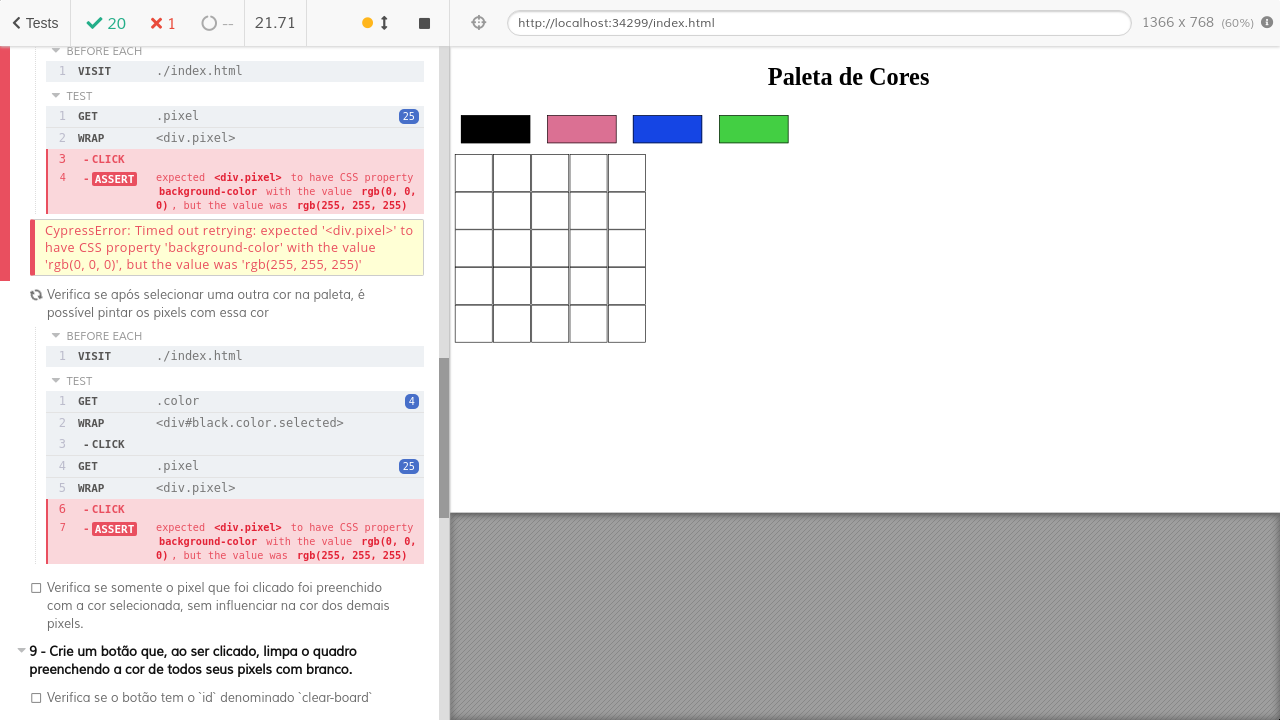 Tests
20
1
--
21.71
http://localhost:34299/index.html
1366 x 768 (60%)
BEFORE EACH
1 VISIT ./index.html
TEST
1 GET .pixel 25
2 WRAP <div.pixel>
3 - CLICK
4 - ASSERT expected <div.pixel> to have CSS property
background-color with the value rgb(0, 0,
0), but the value was rgb(255, 255, 255)
CypressError: Timed out retrying: expected '<div.pixel>' to
have CSS property 'background-color' with the value
'rgb(0, 0, 0)', but the value was 'rgb(255, 255, 255)'
Verifica se após selecionar uma outra cor na paleta, é
possível pintar os pixels com essa cor
BEFORE EACH
1 VISIT ./index.html
TEST
1 GET .color 4
2 WRAP <div#black.color.selected>
3 - CLICK
4 GET .pixel 25
5 WRAP <div.pixel>
6 - CLICK
7 - ASSERT expected <div.pixel> to have CSS property
background-color with the value rgb(0, 0,
0), but the value was rgb(255, 255, 255)
Verifica se somente o pixel que foi clicado foi preenchido
com a cor selecionada, sem influenciar na cor dos demais
pixels.
9 - Crie um botão que, ao ser clicado, limpa o quadro
preenchendo a cor de todos seus pixels com branco.
Verifica se o botão tem o `id` denominado `clear-board`
Paleta de Cores